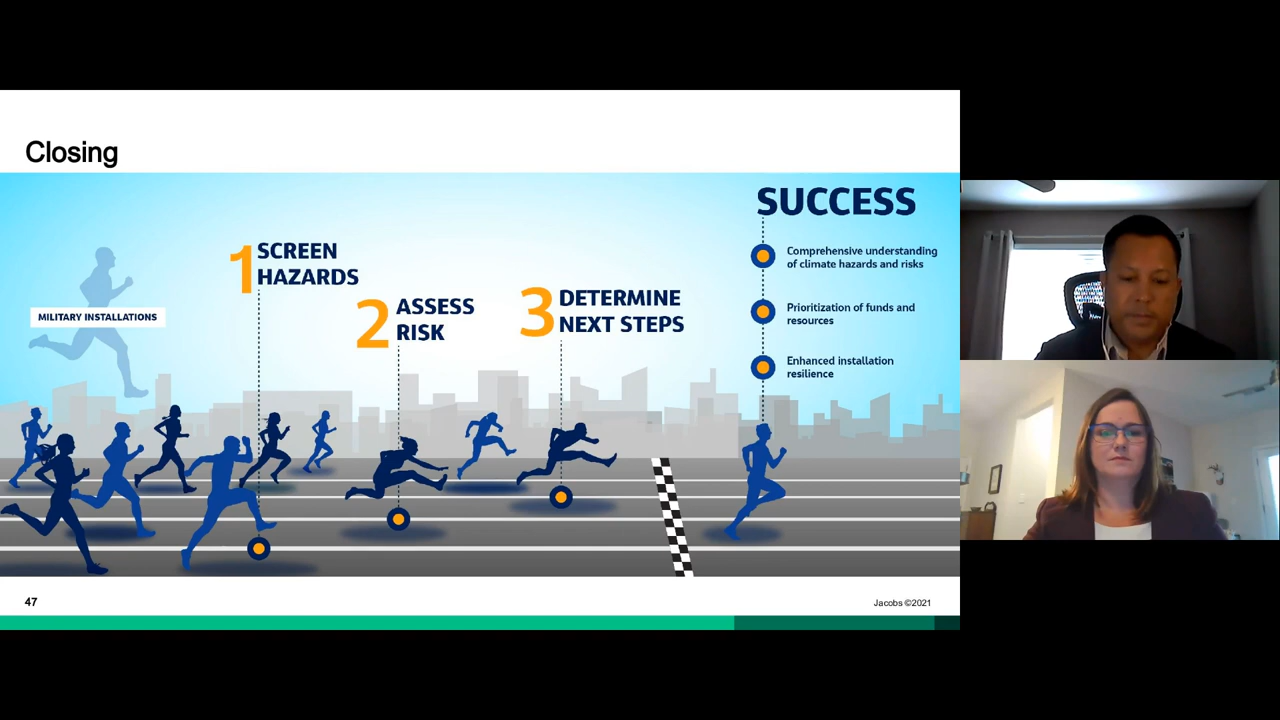 Closing
SUCCESS
1 SCREEN
HAZARDS
2 ASSESS
RISK
3 DETERMINE
NEXT STEPS
MILITARY INSTALLATIONS
Comprehensive understanding
of climate hazards and risks
Prioritization of funds and
resources
Enhanced installation
resilience
47
Jacobs ©2021